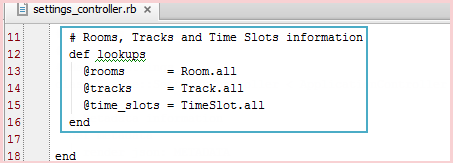 settings_controller.rb
11 # Rooms, Tracks and Time Slots information
12 def lookups
13 @rooms = Room.all
14 @tracks = Track.all
15 @time_slots = TimeSlot.all
16 end
17
18 end